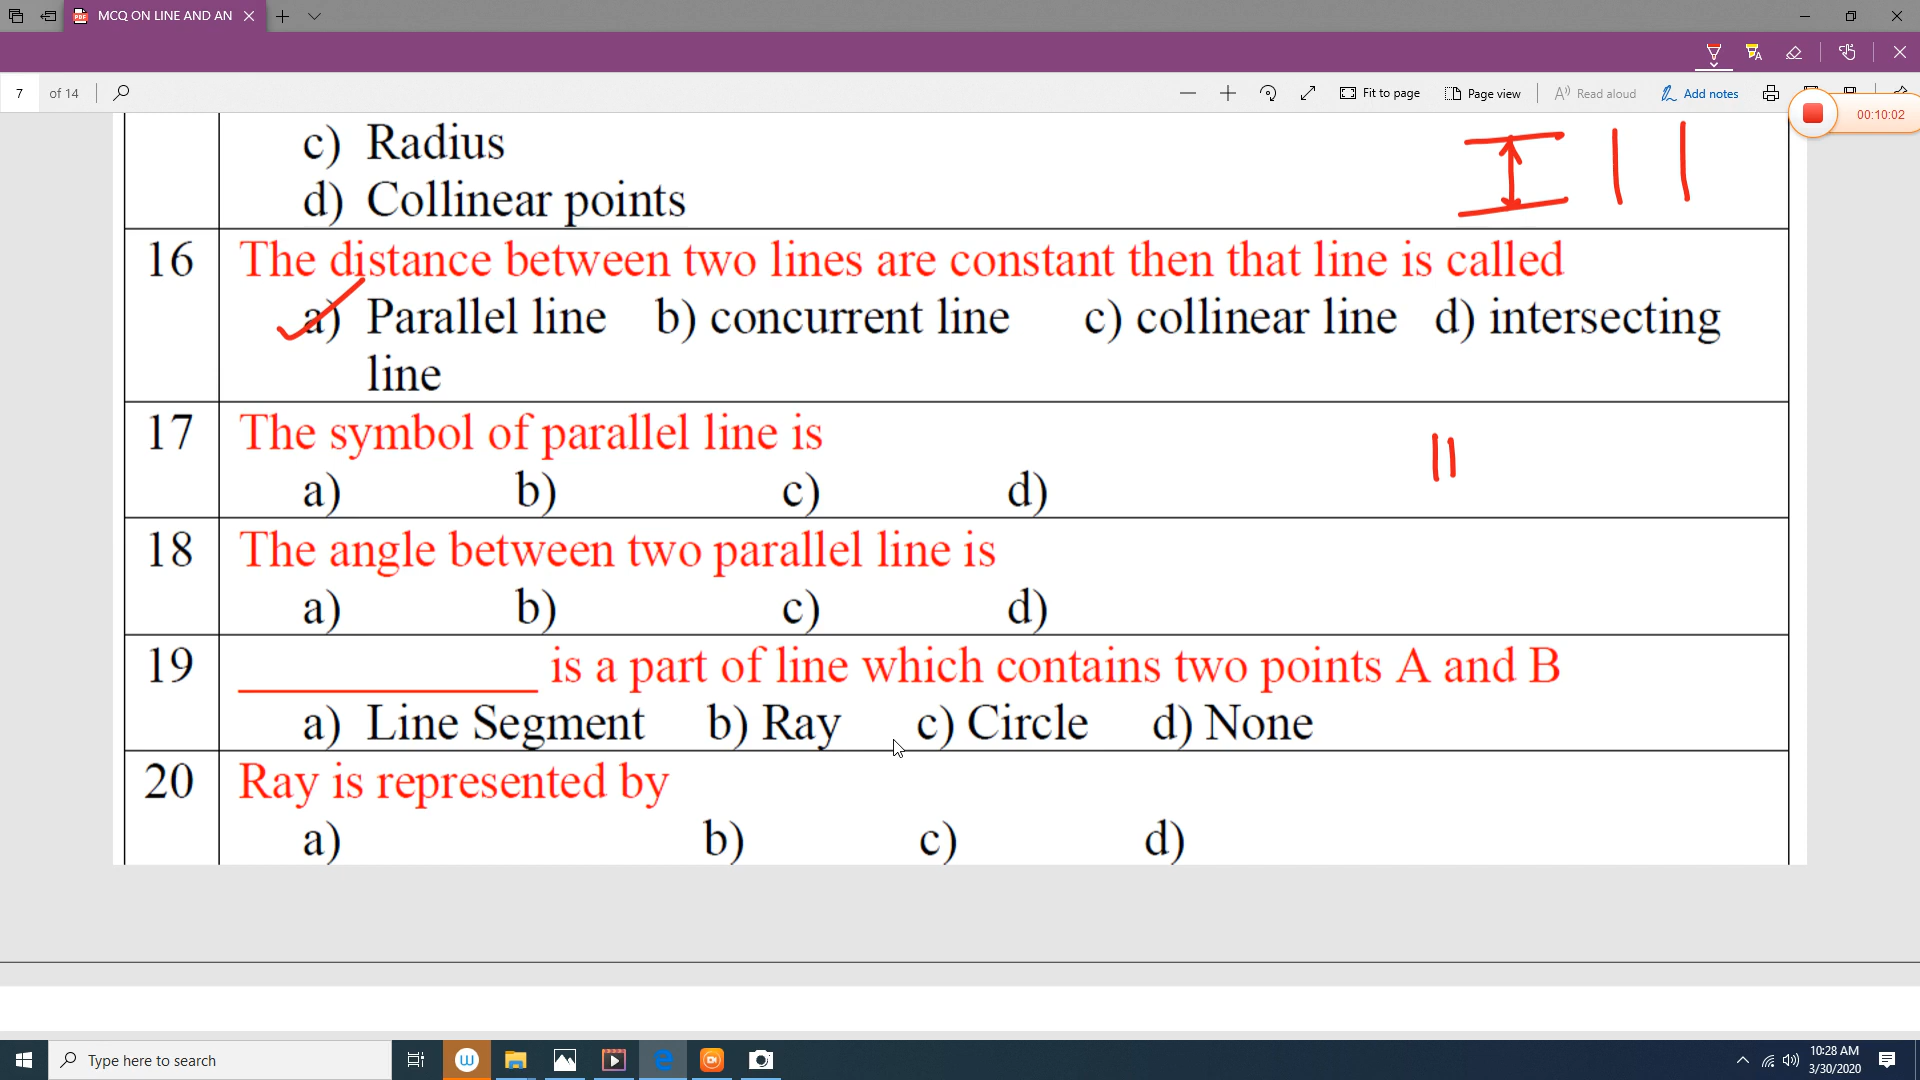 MCQ ON LINE AND AN
7 of 14
Fit to page
Page view
Read aloud
Add notes
00:10:02
c) Radius
d) Collinear points
16 The distance between two lines are constant then that line is called
a) Parallel line b) concurrent line c) collinear line d) intersecting
line
17 The symbol of parallel line is
||
a) b) c) d)
18 The angle between two parallel line is
a) b) c) d)
19 ____________ is a part of line which contains two points A and B
a) Line Segment b) Ray c) Circle d) None
20 Ray is represented by
a) b) c) d)
Type here to search
10:28 AM
3/30/2020